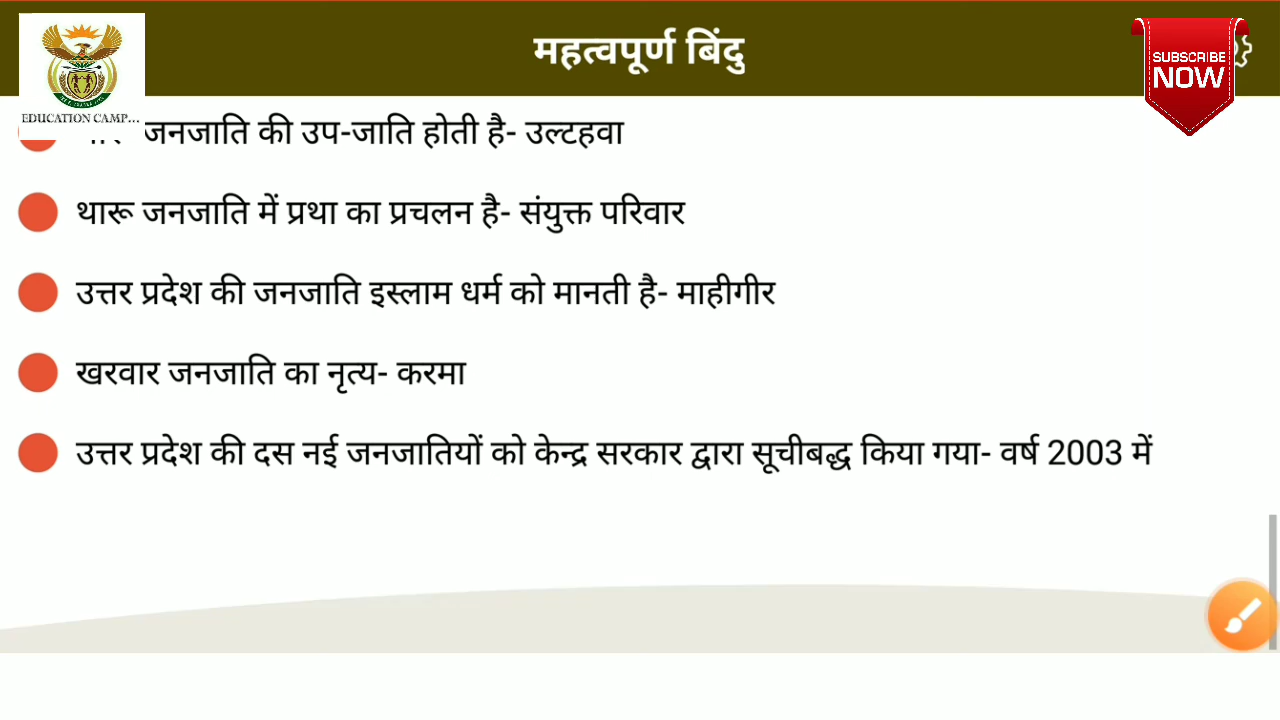 महत्वपूर्ण बिंदु
SUBSCRIBE
NOW
EDUCATION CAMP...
जनजाति की उप-जाति होती है- उल्टहवा
थारू जनजाति में प्रथा का प्रचलन है- संयुक्त परिवार
उत्तर प्रदेश की जनजाति इस्लाम धर्म को मानती है- माहीगीर
खरवार जनजाति का नृत्य- करमा
उत्तर प्रदेश की दस नई जनजातियों को केन्द्र सरकार द्वारा सूचीबद्ध किया गया- वर्ष 2003 में